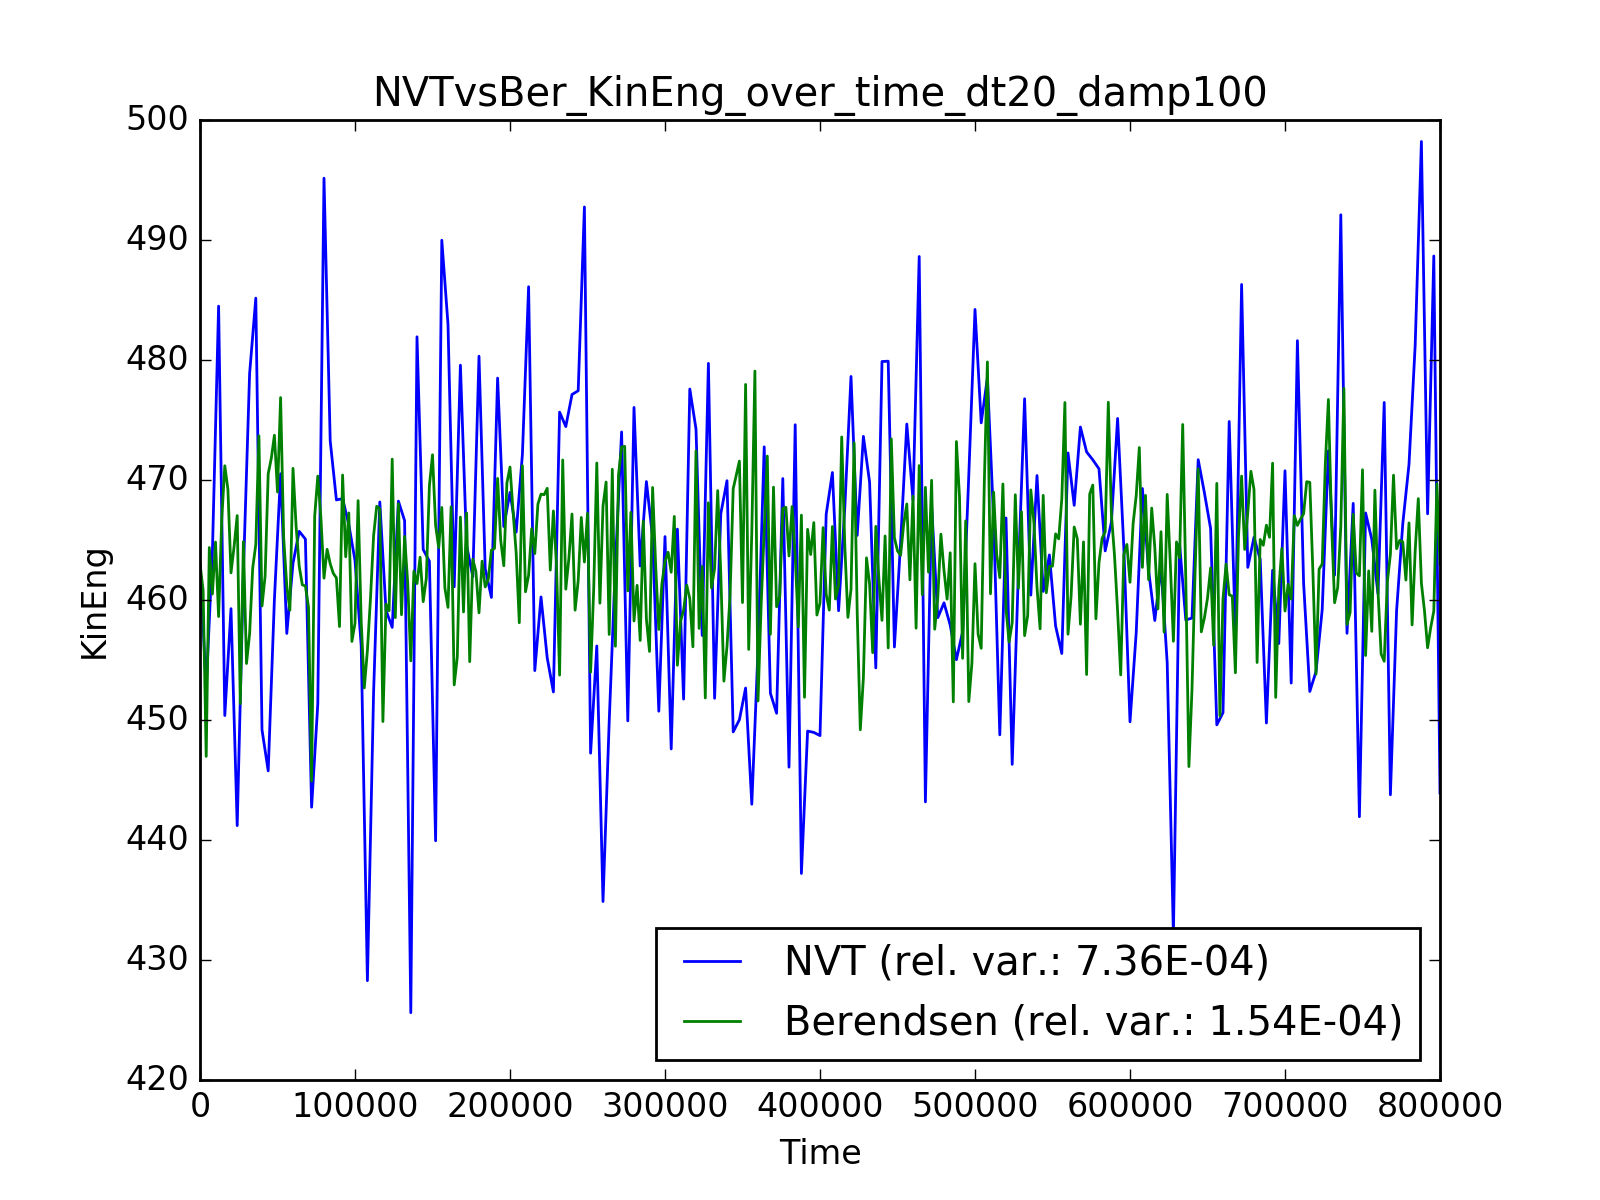 NVTvsBer_KinEng_over_time_dt20_damp100
500
490
480
470
460
450
440
430
420
KinEng
NVT (rel. var.: 7.36E-04)
Berendsen (rel. var.: 1.54E-04)
0 100000 200000 300000 400000 500000 600000 700000 800000
Time